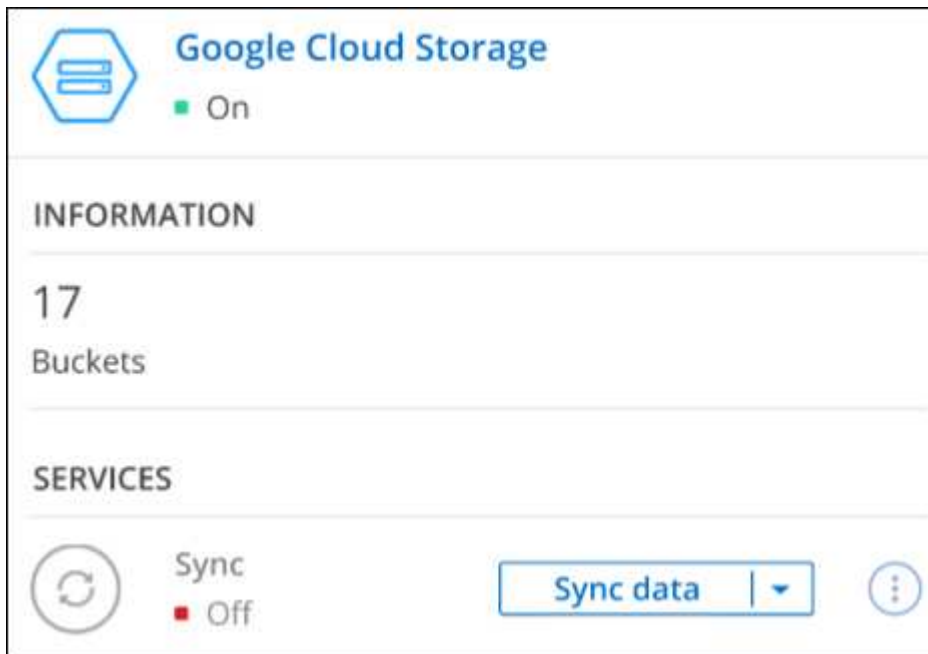 Google Cloud Storage
On
INFORMATION
17
Buckets
SERVICES
Sync
Off
Sync data